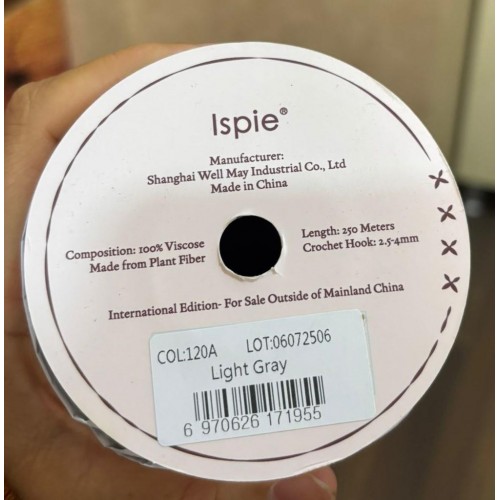 Ispie®
Manufacturer:
Shanghai Well May Industrial Co., Ltd
Made in China
Composition: 100% Viscose
Made from Plant Fiber
Length: 250 Meters
Crochet Hook: 2.5-4mm
International Edition- For Sale Outside of Mainland China
COL:120A LOT:06072506
Light Gray
6 970626 171955